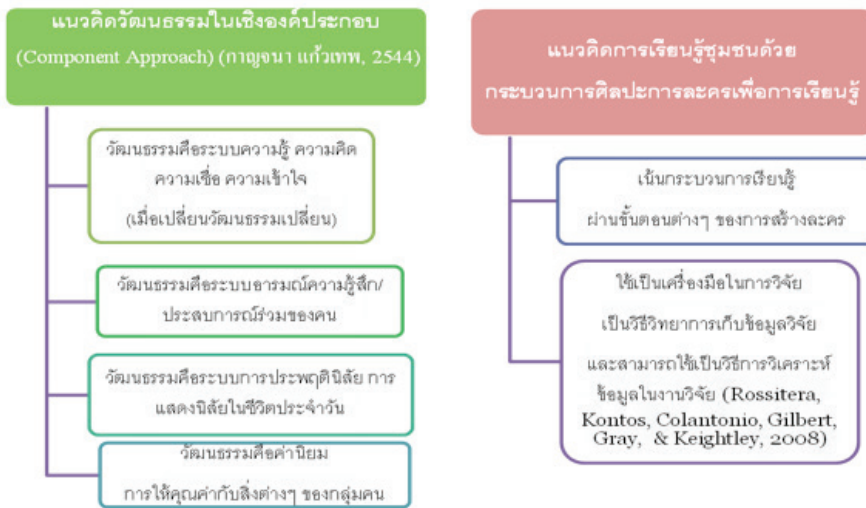 แนวคิดวัฒนธรรมในเชิงองค์ประกอบ
(Component Approach) (กาญจนา แก้วเทพ, 2544)
วัฒนธรรมคือระบบความรู้ ความคิด
ความเชื่อ ความเข้าใจ
(เมื่อเปลี่ยนวัฒนธรรมเปลี่ยน)
วัฒนธรรมคือระบบอารมณ์ความรู้สึก/
ประสบการณ์ร่วมของคน
วัฒนธรรมคือระบบการประพฤตินิสัย การ
แสดงนิสัยในชีวิตประจำวัน
วัฒนธรรมคือค่านิยม
การให้คุณค่ากับสิ่งต่างๆ ของกลุ่มคน
แนวคิดการเรียนรู้ชุมชนด้วย
กระบวนการศิลปะการละครเพื่อการเรียนรู้
เน้นกระบวนการเรียนรู้
ผ่านขั้นตอนต่างๆ ของการสร้างละคร
ใช้เป็นเครื่องมือในการวิจัย
เป็นวิธีวิทยาการเก็บข้อมูลวิจัย
และสามารถใช้เป็นวิธีการวิเคราะห์
ข้อมูลในงานวิจัย (Rossitera,
Kontos, Colantonio, Gilbert,
Gray, & Keightley, 2008)